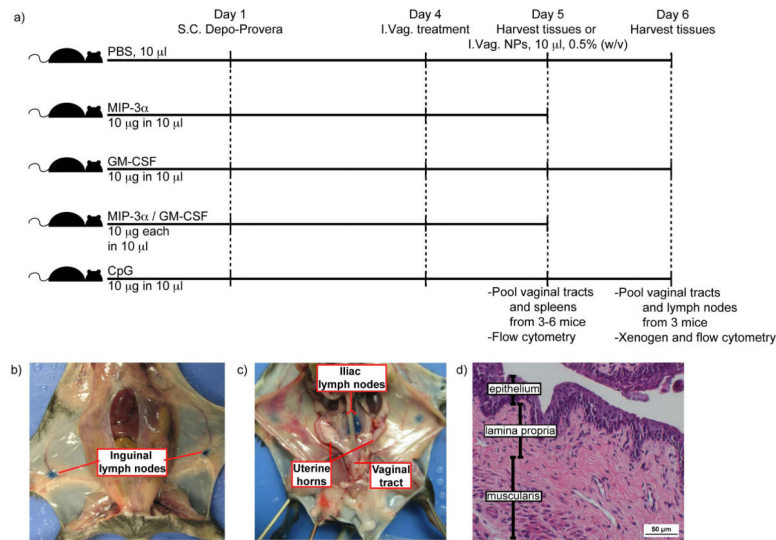 a)
Day 1
S.C. Depo-Provera
Day 4
I.Vag. treatment
Day 5
Harvest tissues or
I.Vag. NPs, 10 µl, 0.5% (w/v)
Day 6
Harvest tissues
PBS, 10 µl
MIP-3α
10 µg in 10 µl
GM-CSF
10 µg in 10 µl
MIP-3α / GM-CSF
10 µg each
in 10 µl
CpG
10 µg in 10 µl
-Pool vaginal tracts
and spleens
from 3-6 mice
-Flow cytometry
-Pool vaginal tracts
and lymph nodes
from 3 mice
-Xenogen and flow cytometry
b)
Inguinal
lymph nodes
c)
Iliac
lymph nodes
Uterine
horns
Vaginal
tract
d)
epithelium
lamina propria
muscularis
50 µm